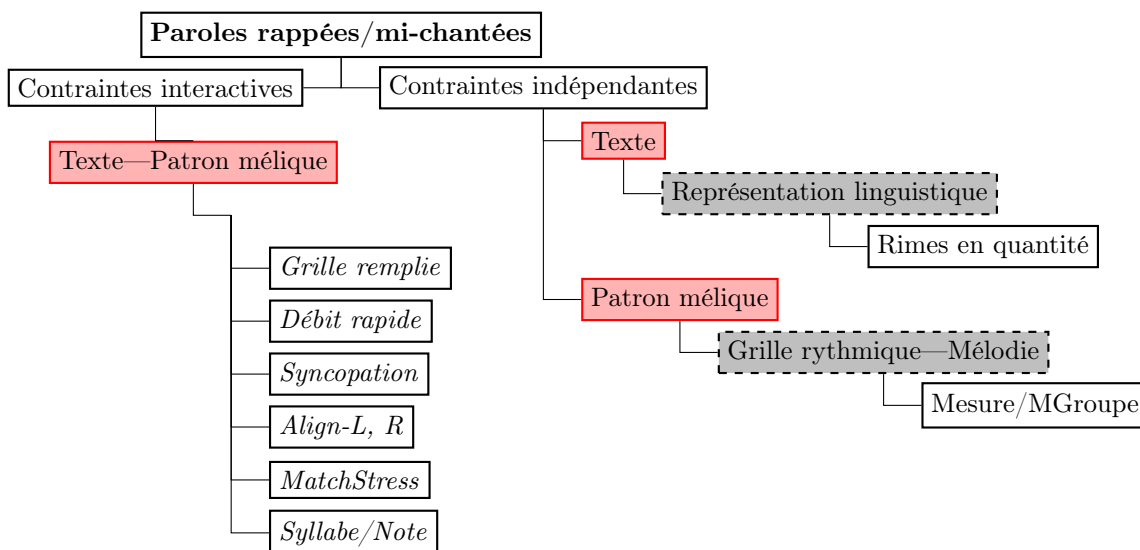 Paroles rappées/mi-chantées
Contraintes interactives
Contraintes indépendantes
Texte—Patron mélique
Grille remplie
Débit rapide
Syncopation
Align-L, R
MatchStress
Syllabe/Note
Texte
Représentation linguistique
Rimes en quantité
Patron mélique
Grille rythmique—Mélodie
Mesure/MGroupe